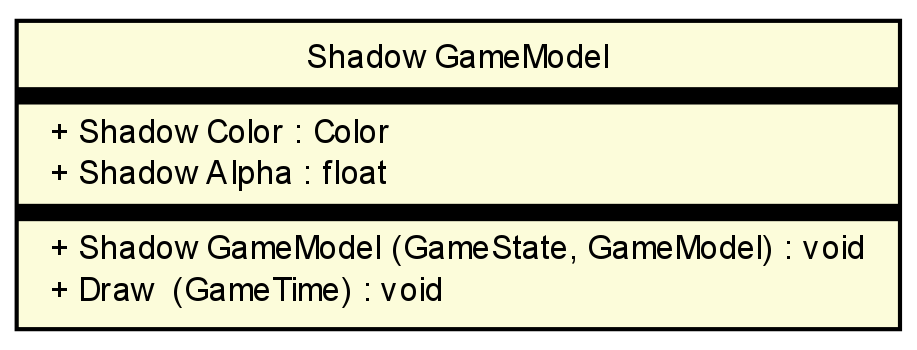 Shadow GameModel
+ Shadow Color : Color
+ Shadow Alpha : float
+ Shadow GameModel (GameState, GameModel) : void
+ Draw (GameTime) : void